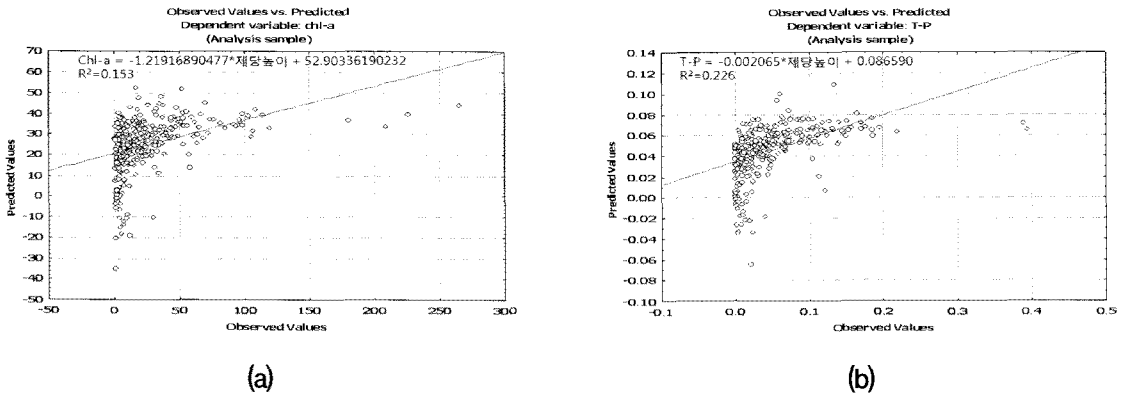 Observed Values vs. Predicted
Dependent variable: chl-a
(Analysis sample)
Chl-a = -1.21916890477*제당높이 + 52.90336190232
R²=0.153
70
60
50
40
30
20
10
0
-10
-20
-30
-40
-50
Predicted Values
-50 0 50 100 150 200 250 300
Observed Values
(a)
Observed Values vs. Predicted
Dependent variable: T-P
(Analysis sample)
T-P = -0.002065*제당높이 + 0.086590
R²=0.226
0.14
0.12
0.10
0.08
0.06
0.04
0.02
0.00
-0.02
-0.04
-0.06
-0.08
-0.10
Predicted Values
-0.1 0.0 0.1 0.2 0.3 0.4 0.5
Observed Values
(b)